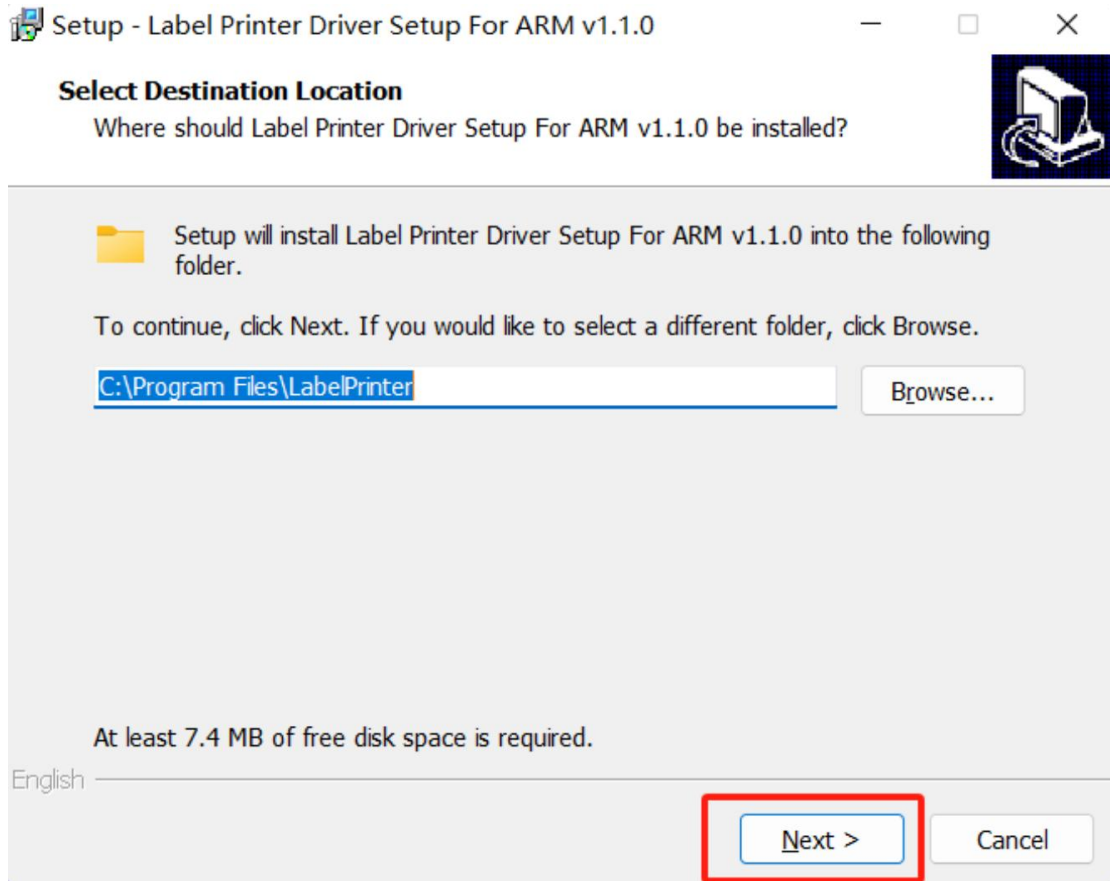 Setup - Label Printer Driver Setup For ARM v1.1.0
Select Destination Location
Where should Label Printer Driver Setup For ARM v1.1.0 be installed?
Setup will install Label Printer Driver Setup For ARM v1.1.0 into the following
folder.
To continue, click Next. If you would like to select a different folder, click Browse.
C:\Program Files\LabelPrinter
Browse...
At least 7.4 MB of free disk space is required.
English
Next >
Cancel